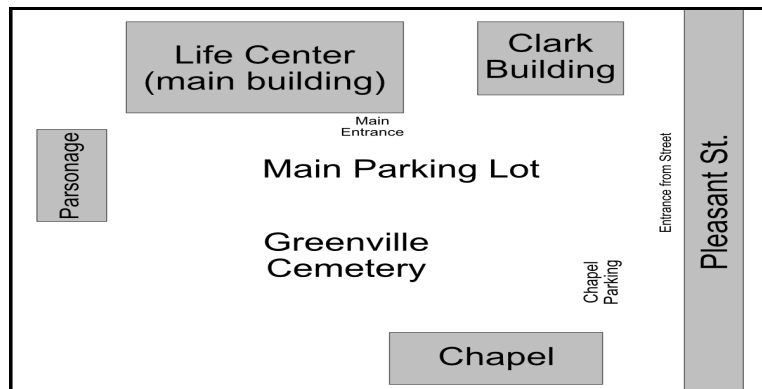 Life Center
(main building)
Clark
Building
Main
Entrance
Parsonage
Main Parking Lot
Entrance from Street
Pleasant St.
Greenville
Cemetery
Chapel
Parking
Chapel